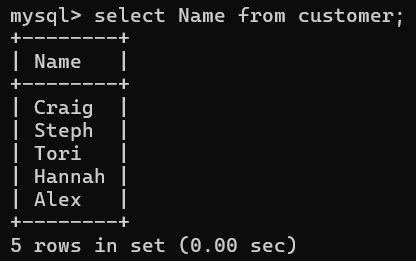 mysql> select Name from customer;
+--------+
| Name   |
+--------+
| Craig  |
| Steph  |
| Tori   |
| Hannah |
| Alex   |
+--------+
5 rows in set (0.00 sec)